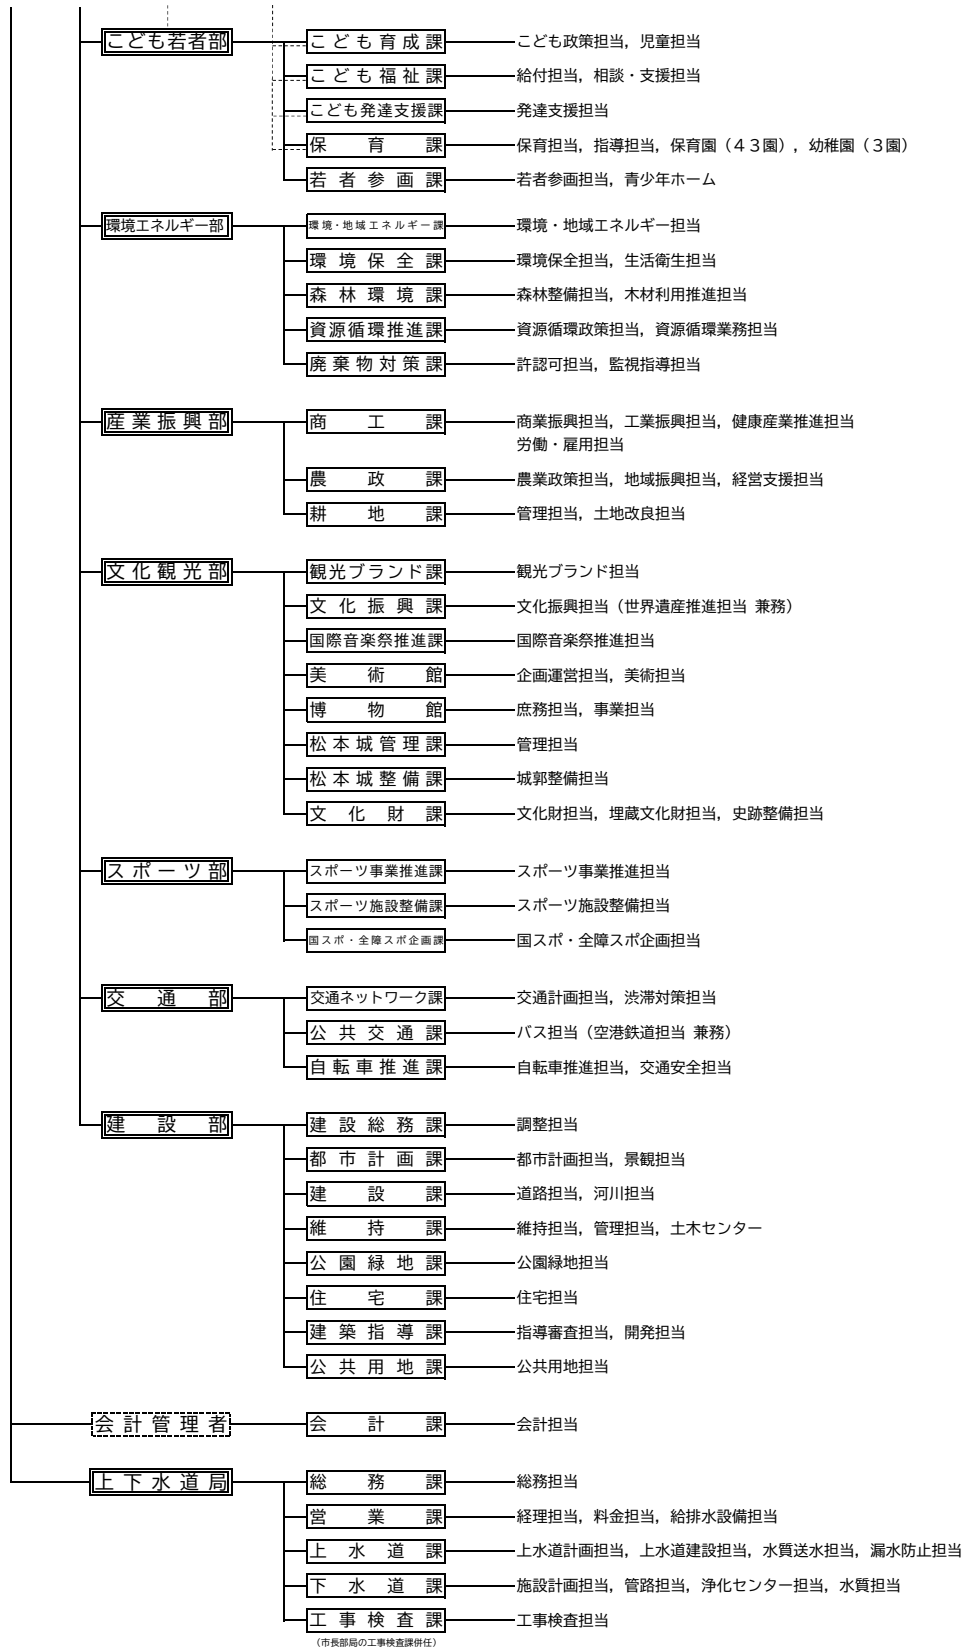 こども若者部 こども育成課 こども政策担当，児童担当
こども福祉課 給付担当，相談・支援担当
こども発達支援課 発達支援担当
保育課 保育担当，指導担当，保育園（４３園），幼稚園（３園）
若者参画課 若者参画担当，青少年ホーム
環境エネルギー部 環境・地域エネルギー課 環境・地域エネルギー担当
環境保全課 環境保全担当，生活衛生担当
森林環境課 森林整備担当，木材利用推進担当
資源循環推進課 資源循環政策担当，資源循環業務担当
廃棄物対策課 許認可担当，監視指導担当
産業振興部 商工課 商業振興担当，工業振興担当，健康産業推進担当
労働・雇用担当
農政課 農業政策担当，地域振興担当，経営支援担当
耕地課 管理担当，土地改良担当
文化観光部 観光ブランド課 観光ブランド担当
文化振興課 文化振興担当（世界遺産推進担当 兼務）
国際音楽祭推進課 国際音楽祭推進担当
美術館 企画運営担当，美術担当
博物館 庶務担当，事業担当
松本城管理課 管理担当
松本城整備課 城郭整備担当
文化財課 文化財担当，埋蔵文化財担当，史跡整備担当
スポーツ部 スポーツ事業推進課 スポーツ事業推進担当
スポーツ施設整備課 スポーツ施設整備担当
国スポ・全障スポ企画課 国スポ・全障スポ企画担当
交通部 交通ネットワーク課 交通計画担当，渋滞対策担当
公共交通課 バス担当（空港鉄道担当 兼務）
自転車推進課 自転車推進担当，交通安全担当
建設部 建設総務課 調整担当
都市計画課 都市計画担当，景観担当
建設課 道路担当，河川担当
維持課 維持担当，管理担当，土木センター
公園緑地課 公園緑地担当
住宅課 住宅担当
建築指導課 指導審査担当，開発担当
公共用地課 公共用地担当
会計管理者 会計課 会計担当
上下水道局 総務課 総務担当
営業課 経理担当，料金担当，給排水設備担当
上水道課 上水道計画担当，上水道建設担当，水質送水担当，漏水防止担当
下水道課 施設計画担当，管路担当，浄化センター担当，水質担当
工事検査課 工事検査担当
（市長部局の工事検査課併任）